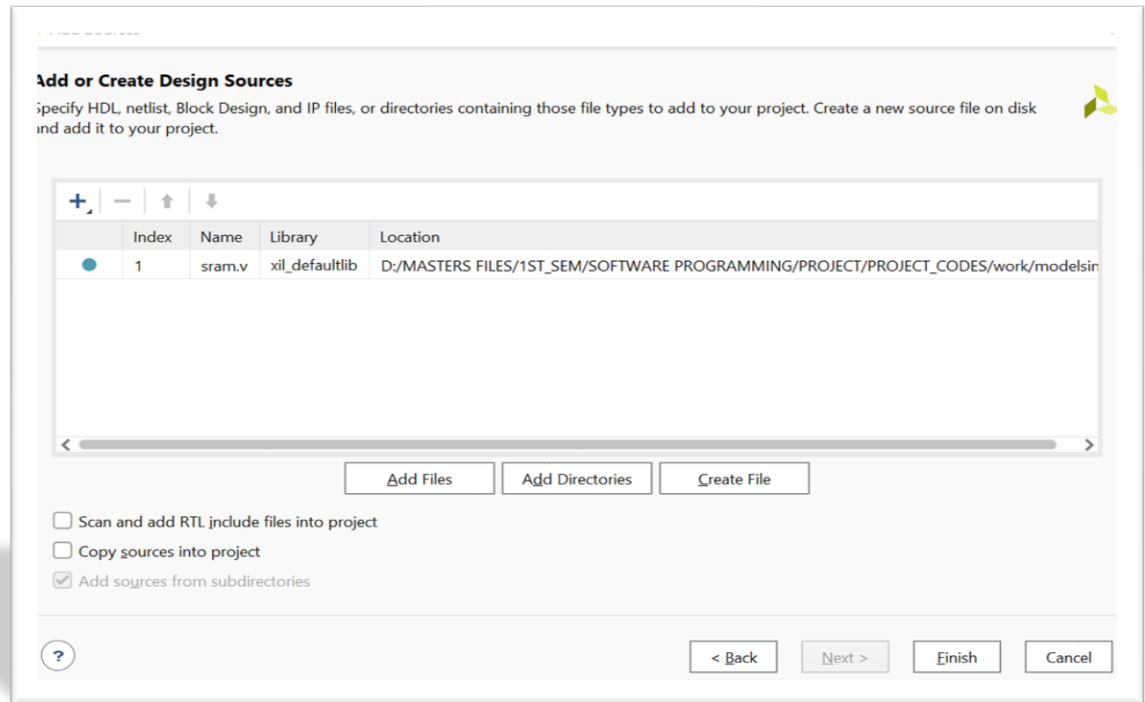 Add or Create Design Sources
Specify HDL, netlist, Block Design, and IP files, or directories containing those file types to add to your project. Create a new source file on disk
and add it to your project.
Index Name Library Location
1 sram.v xil_defaultlib D:/MASTERS FILES/1ST_SEM/SOFTWARE PROGRAMMING/PROJECT/PROJECT_CODES/work/modelsin
Add Files Add Directories Create File
Scan and add RTL include files into project
Copy sources into project
Add sources from subdirectories
? < Back Next > Finish Cancel